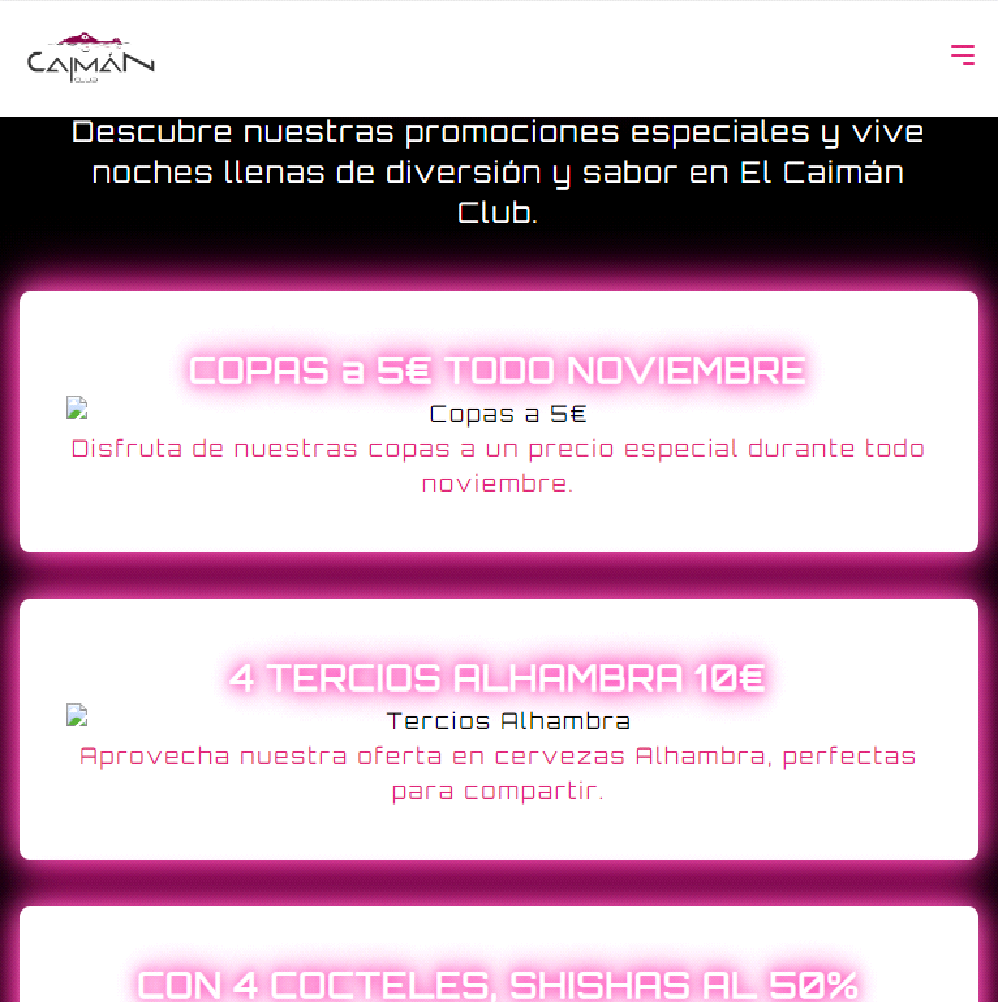 CAIMÁN
CLUB
Descubre nuestras promociones especiales y vive
noches llenas de diversión y sabor en El Caimán
Club.
COPAS a 5€ TODO NOVIEMBRE
Copas a 5€
Disfruta de nuestras copas a un precio especial durante todo
noviembre.
4 TERCIOS ALHAMBRA 10€
Tercios Alhambra
Aprovecha nuestra oferta en cervezas Alhambra, perfectas
para compartir.
CON 4 COCTELES, SHISHAS AL 50%